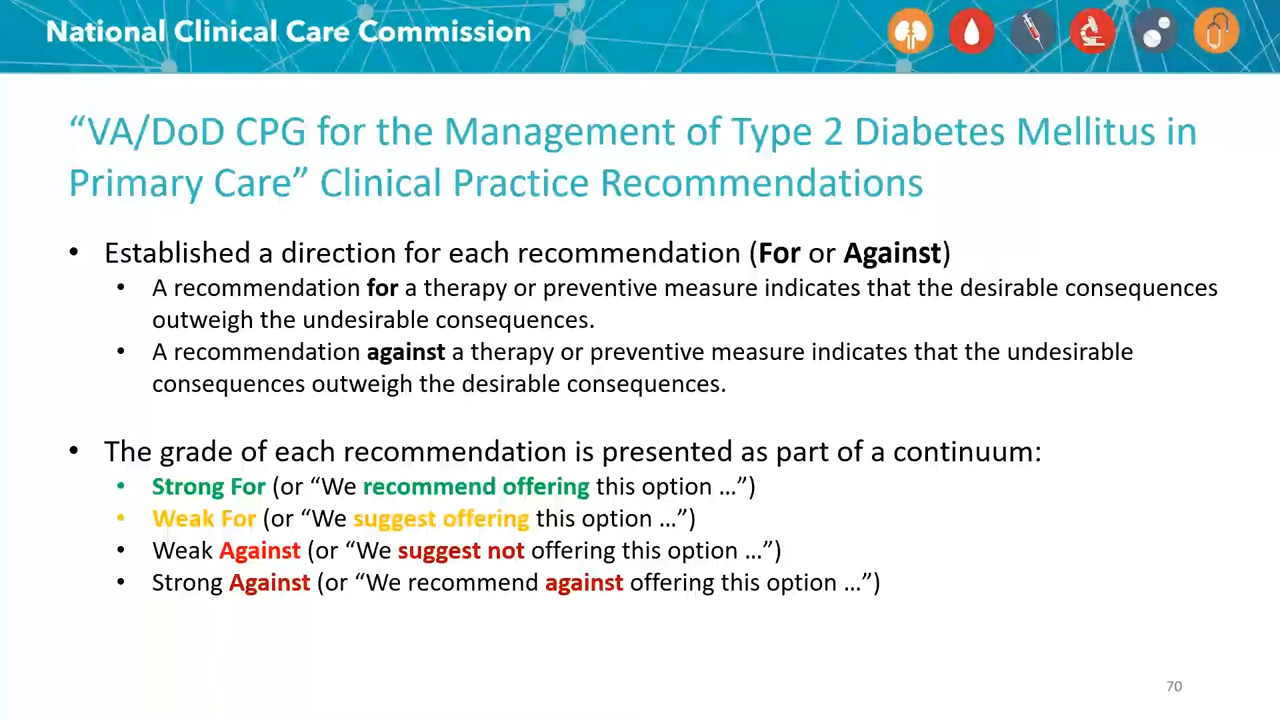 National Clinical Care Commission
“VA/DoD CPG for the Management of Type 2 Diabetes Mellitus in
Primary Care” Clinical Practice Recommendations
• Established a direction for each recommendation (For or Against)
• A recommendation for a therapy or preventive measure indicates that the desirable consequences
outweigh the undesirable consequences.
• A recommendation against a therapy or preventive measure indicates that the undesirable
consequences outweigh the desirable consequences.
• The grade of each recommendation is presented as part of a continuum:
• Strong For (or “We recommend offering this option …”)
• Weak For (or “We suggest offering this option …”)
• Weak Against (or “We suggest not offering this option …”)
• Strong Against (or “We recommend against offering this option …”)
70